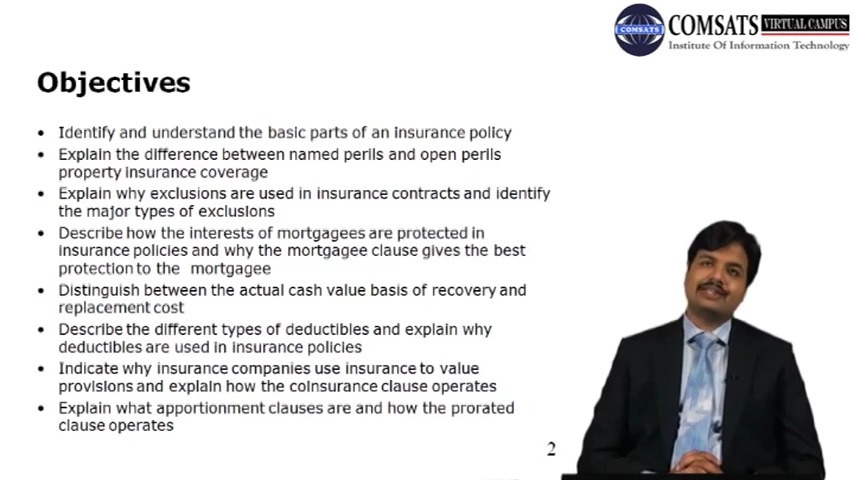 COMSATS VIRTUAL CAMPUS
COMSATS
Institute Of Information Technology
Objectives
• Identify and understand the basic parts of an insurance policy
• Explain the difference between named perils and open perils
property insurance coverage
• Explain why exclusions are used in insurance contracts and identify
the major types of exclusions
• Describe how the interests of mortgagees are protected in
insurance policies and why the mortgagee clause gives the best
protection to the mortgagee
• Distinguish between the actual cash value basis of recovery and
replacement cost
• Describe the different types of deductibles and explain why
deductibles are used in insurance policies
• Indicate why insurance companies use insurance to value
provisions and explain how the coinsurance clause operates
• Explain what apportionment clauses are and how the prorated
clause operates
2